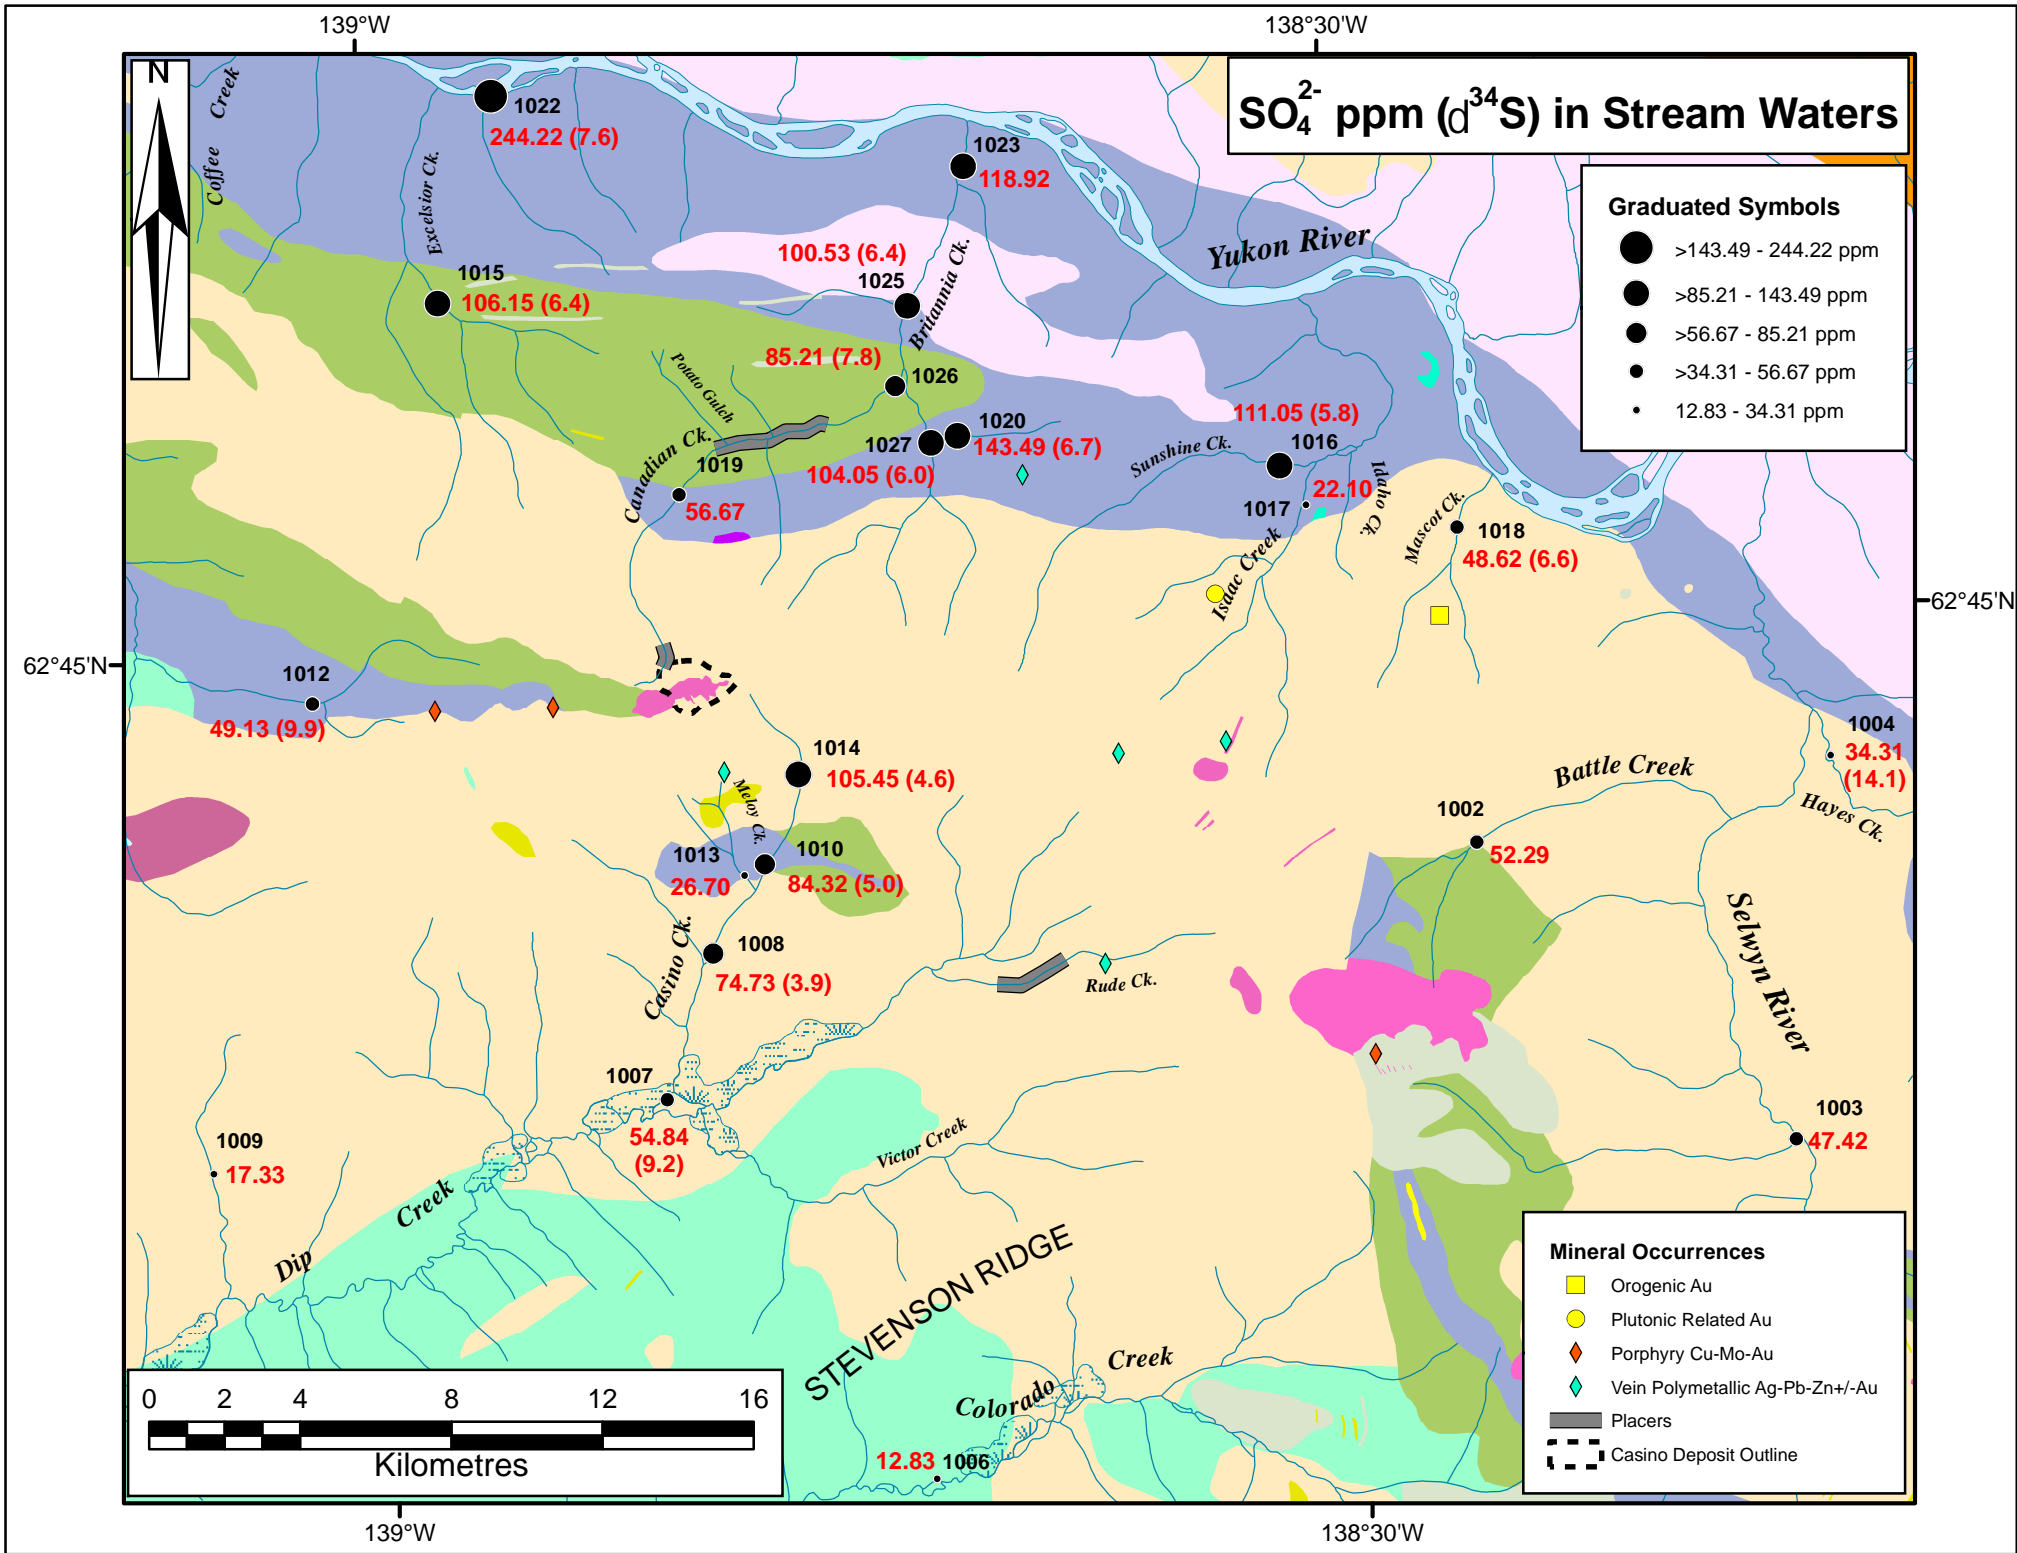 139°W
138°30'W
N
SO₄²⁻ ppm (d³⁴S) in Stream Waters
Graduated Symbols
>143.49 - 244.22 ppm
>85.21 - 143.49 ppm
>56.67 - 85.21 ppm
>34.31 - 56.67 ppm
12.83 - 34.31 ppm
Coffee Creek
1022
244.22 (7.6)
1023
118.92
Excelsior Ck.
Yukon River
100.53 (6.4)
1025
Britannia Ck.
1015
106.15 (6.4)
85.21 (7.8)
1026
Potato Gulch
111.05 (5.8)
1016
1020
143.49 (6.7)
1027
104.05 (6.0)
Canadian Ck.
1019
56.67
Sunshine Ck.
Idaho Ck.
22.10
1017
Mascot Ck.
1018
48.62 (6.6)
Isaac Creek
62°45'N
62°45'N
1012
49.13 (9.9)
1014
105.45 (4.6)
Meloy Ck.
1004
34.31
(14.1)
Battle Creek
Hayes Ck.
1002
52.29
1013
26.70
1010
84.32 (5.0)
Selwyn River
Casino Ck.
1008
74.73 (3.9)
Rude Ck.
1007
54.84
(9.2)
1003
47.42
1009
17.33
Victor Creek
Dip Creek
STEVENSON RIDGE
Colorado Creek
12.83
1006
Mineral Occurrences
Orogenic Au
Plutonic Related Au
Porphyry Cu-Mo-Au
Vein Polymetallic Ag-Pb-Zn+/-Au
Placers
Casino Deposit Outline
0 2 4 8 12 16
Kilometres
139°W
138°30'W